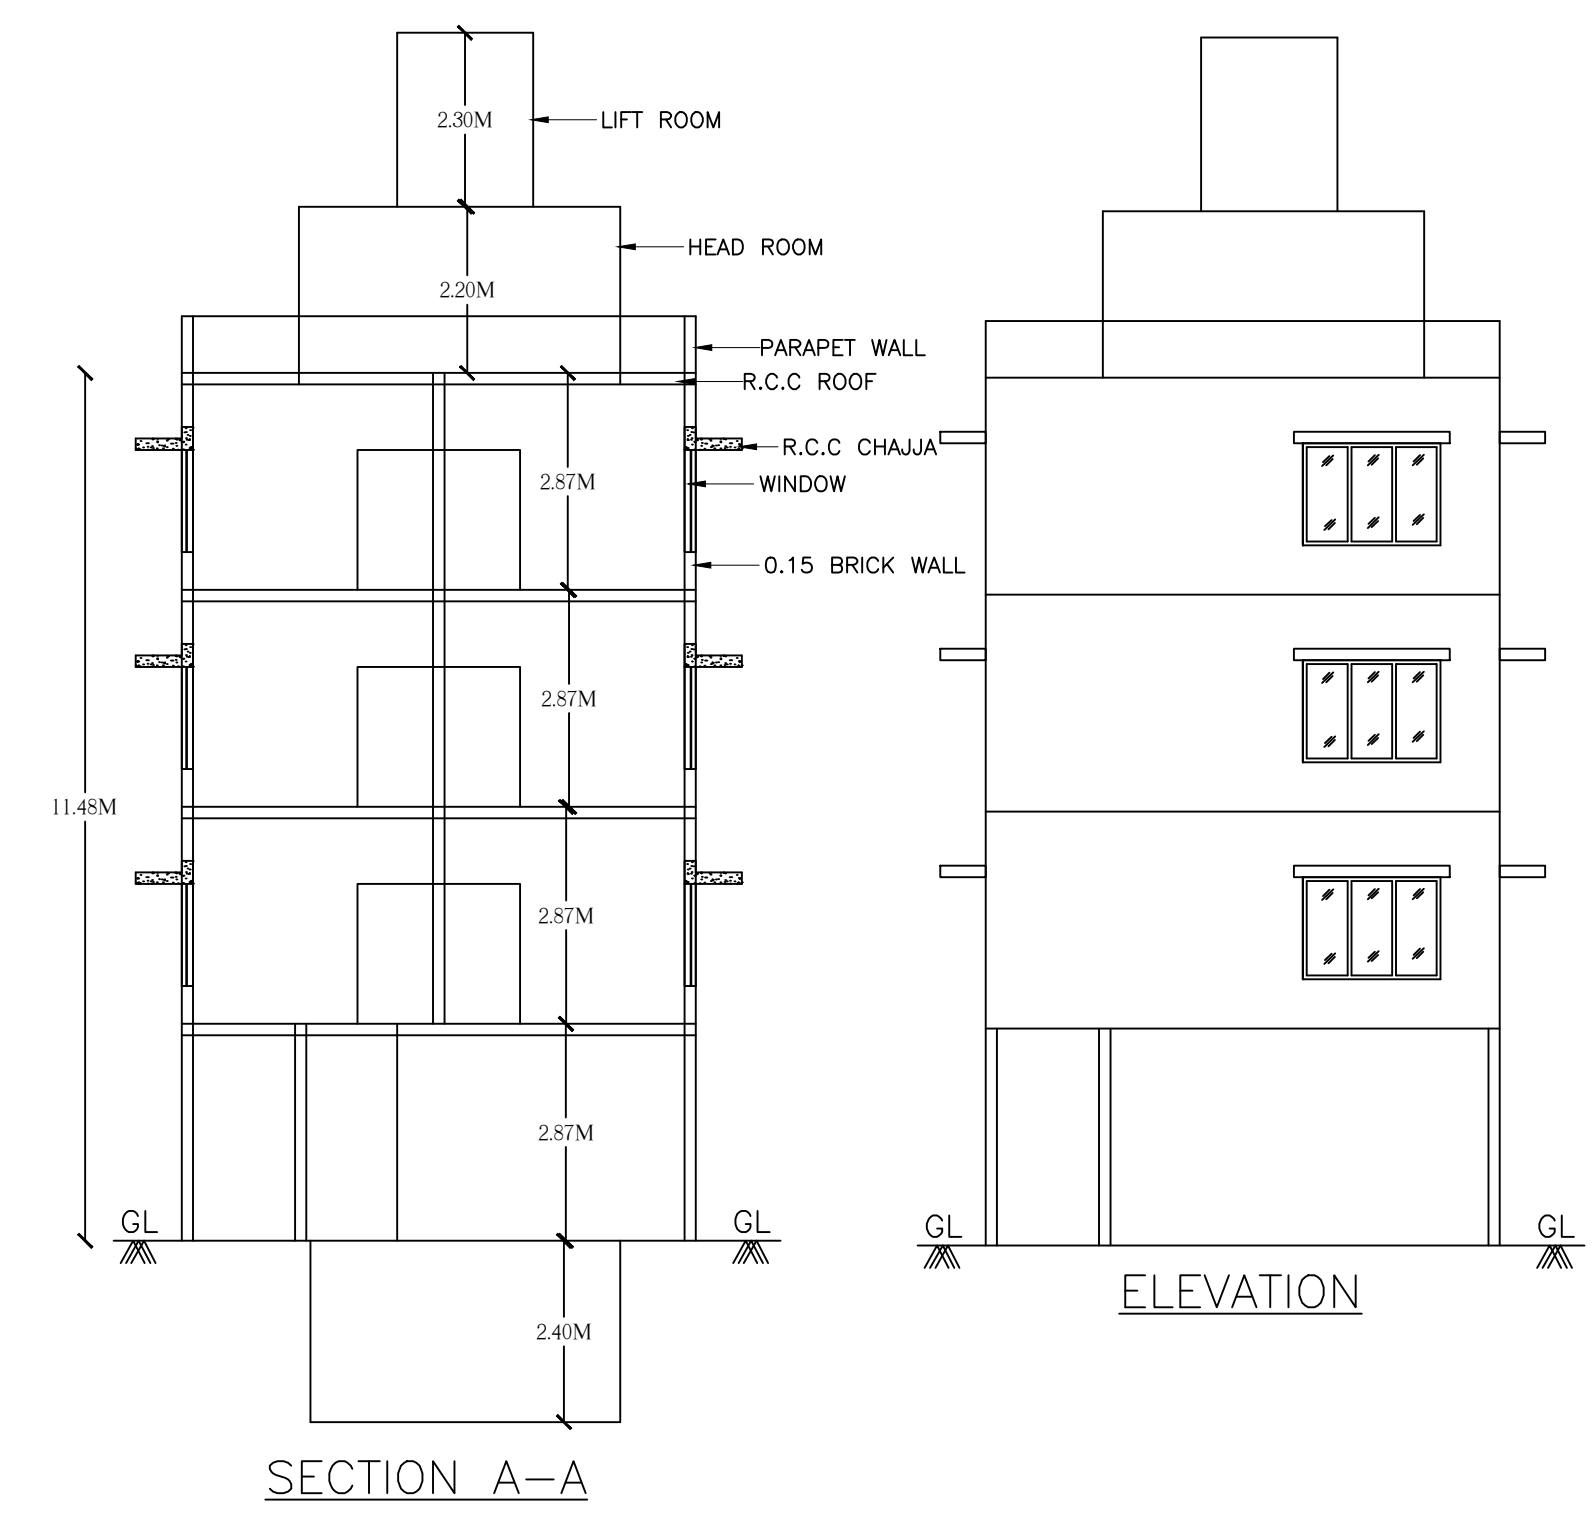 2.30M
LIFT ROOM
HEAD ROOM
2.20M
PARAPET WALL
R.C.C ROOF
R.C.C CHAJJA
2.87M
WINDOW
0.15 BRICK WALL
2.87M
11.48M
2.87M
2.87M
GL
GL
2.40M
SECTION A-A
GL
GL
ELEVATION